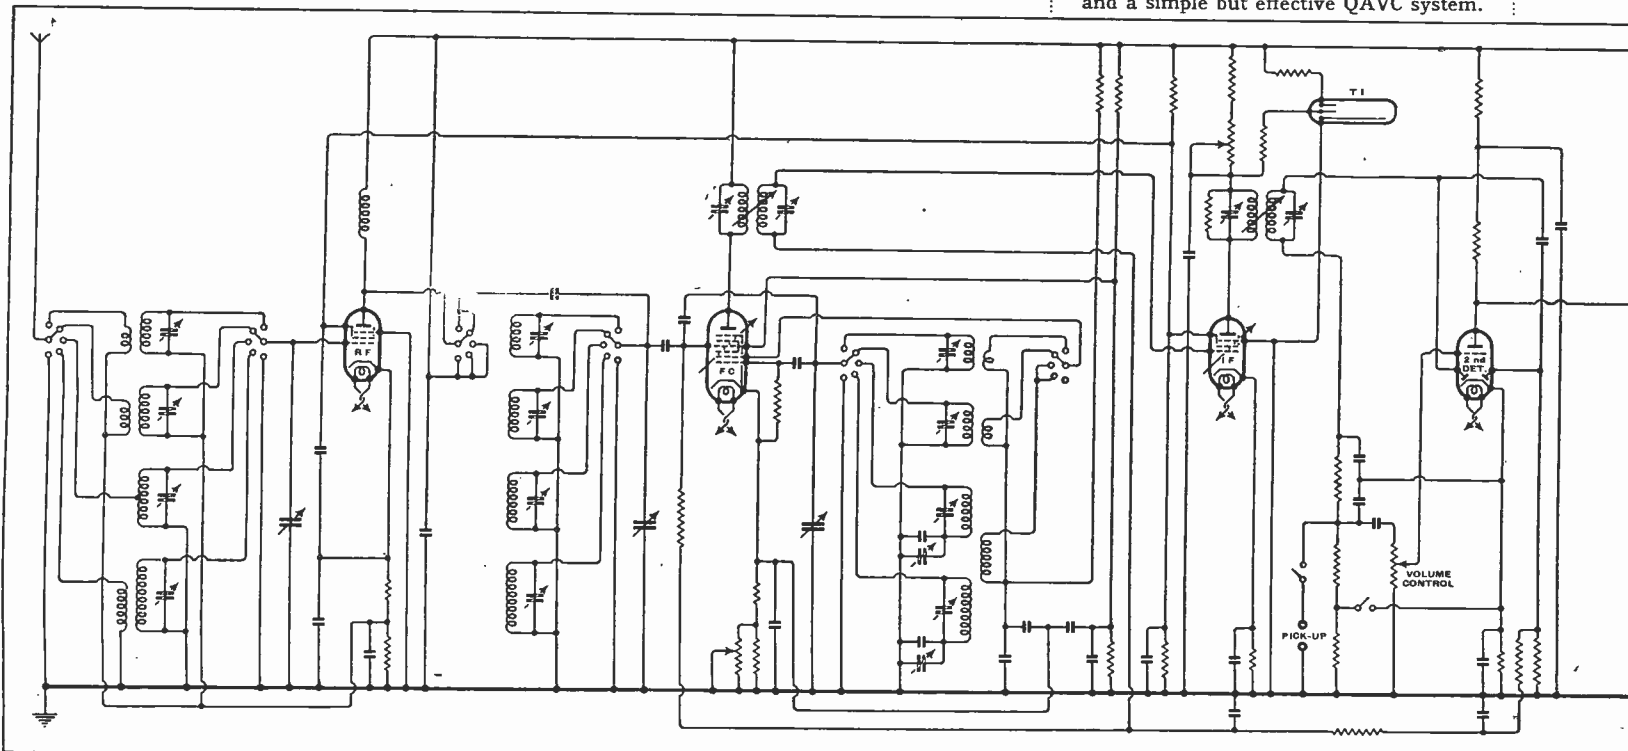 and a simple but effective QAVC system.
T1
RF
FC
IF
2nd
DET.
VOLUME
CONTROL
PICK-UP